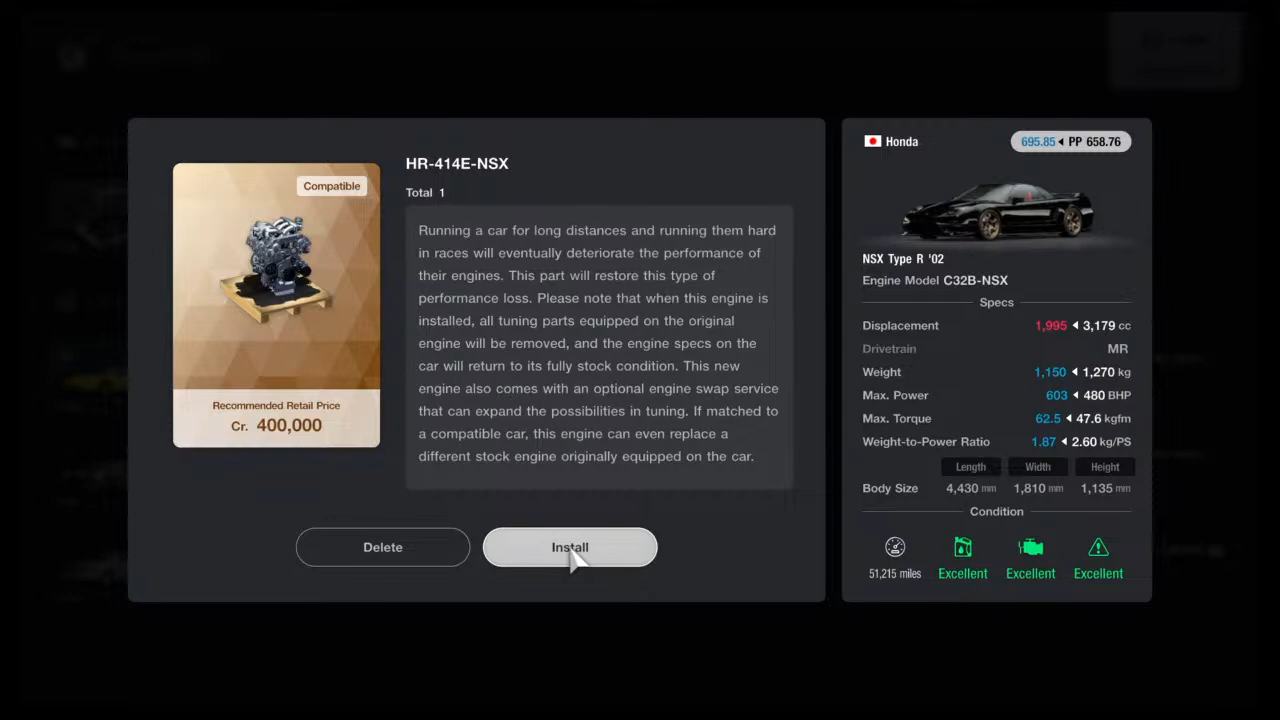 Compatible
Recommended Retail Price
Cr. 400,000
HR-414E-NSX
Total 1
Running a car for long distances and running them hard
in races will eventually deteriorate the performance of
their engines. This part will restore this type of
performance loss. Please note that when this engine is
installed, all tuning parts equipped on the original
engine will be removed, and the engine specs on the
car will return to its fully stock condition. This new
engine also comes with an optional engine swap service
that can expand the possibilities in tuning. If matched to
a compatible car, this engine can even replace a
different stock engine originally equipped on the car.
Delete
Install
Honda
695.85 PP 658.76
NSX Type R '02
Engine Model C32B-NSX
Specs
Displacement 1,995 3,179 cc
Drivetrain MR
Weight 1,150 1,270 kg
Max. Power 603 480 BHP
Max. Torque 62.5 47.6 kgfm
Weight-to-Power Ratio 1.87 2.60 kg/PS
Length Width Height
Body Size 4,430 mm 1,810 mm 1,135 mm
Condition
51,215 miles Excellent Excellent Excellent